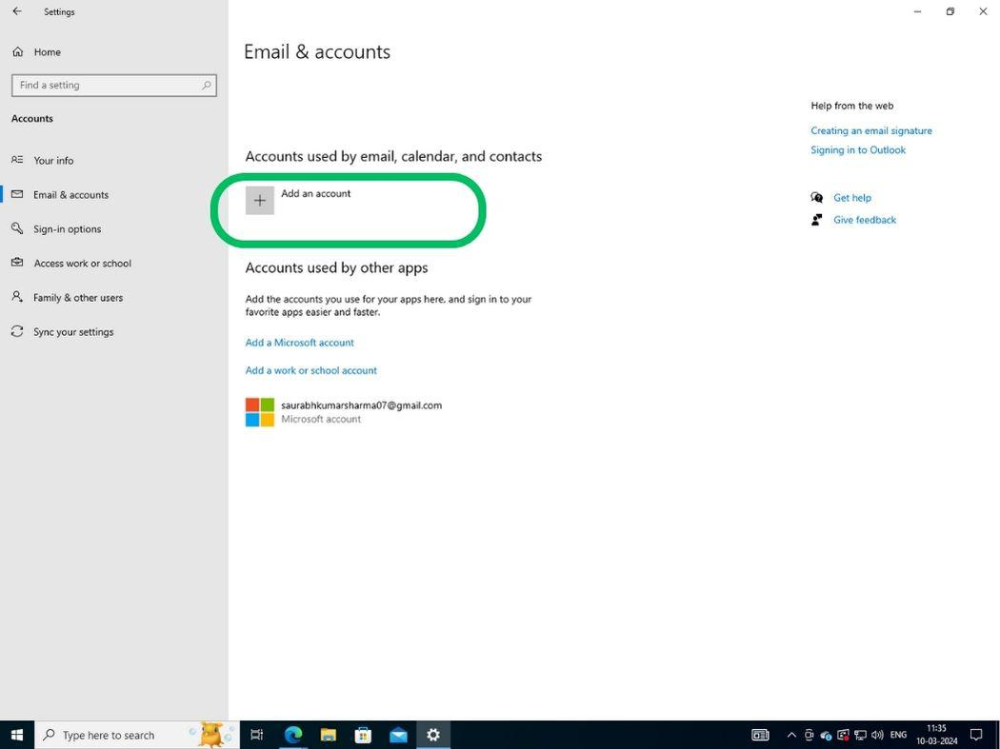 Settings
Home
Find a setting
Accounts
Your info
Email & accounts
Sign-in options
Access work or school
Family & other users
Sync your settings
Email & accounts
Accounts used by email, calendar, and contacts
Add an account
Accounts used by other apps
Add the accounts you use for your apps here, and sign in to your
favorite apps easier and faster.
Add a Microsoft account
Add a work or school account
saurabhkumarsharma07@gmail.com
Microsoft account
Help from the web
Creating an email signature
Signing in to Outlook
Get help
Give feedback
Type here to search
ENG
11:35
10-03-2024